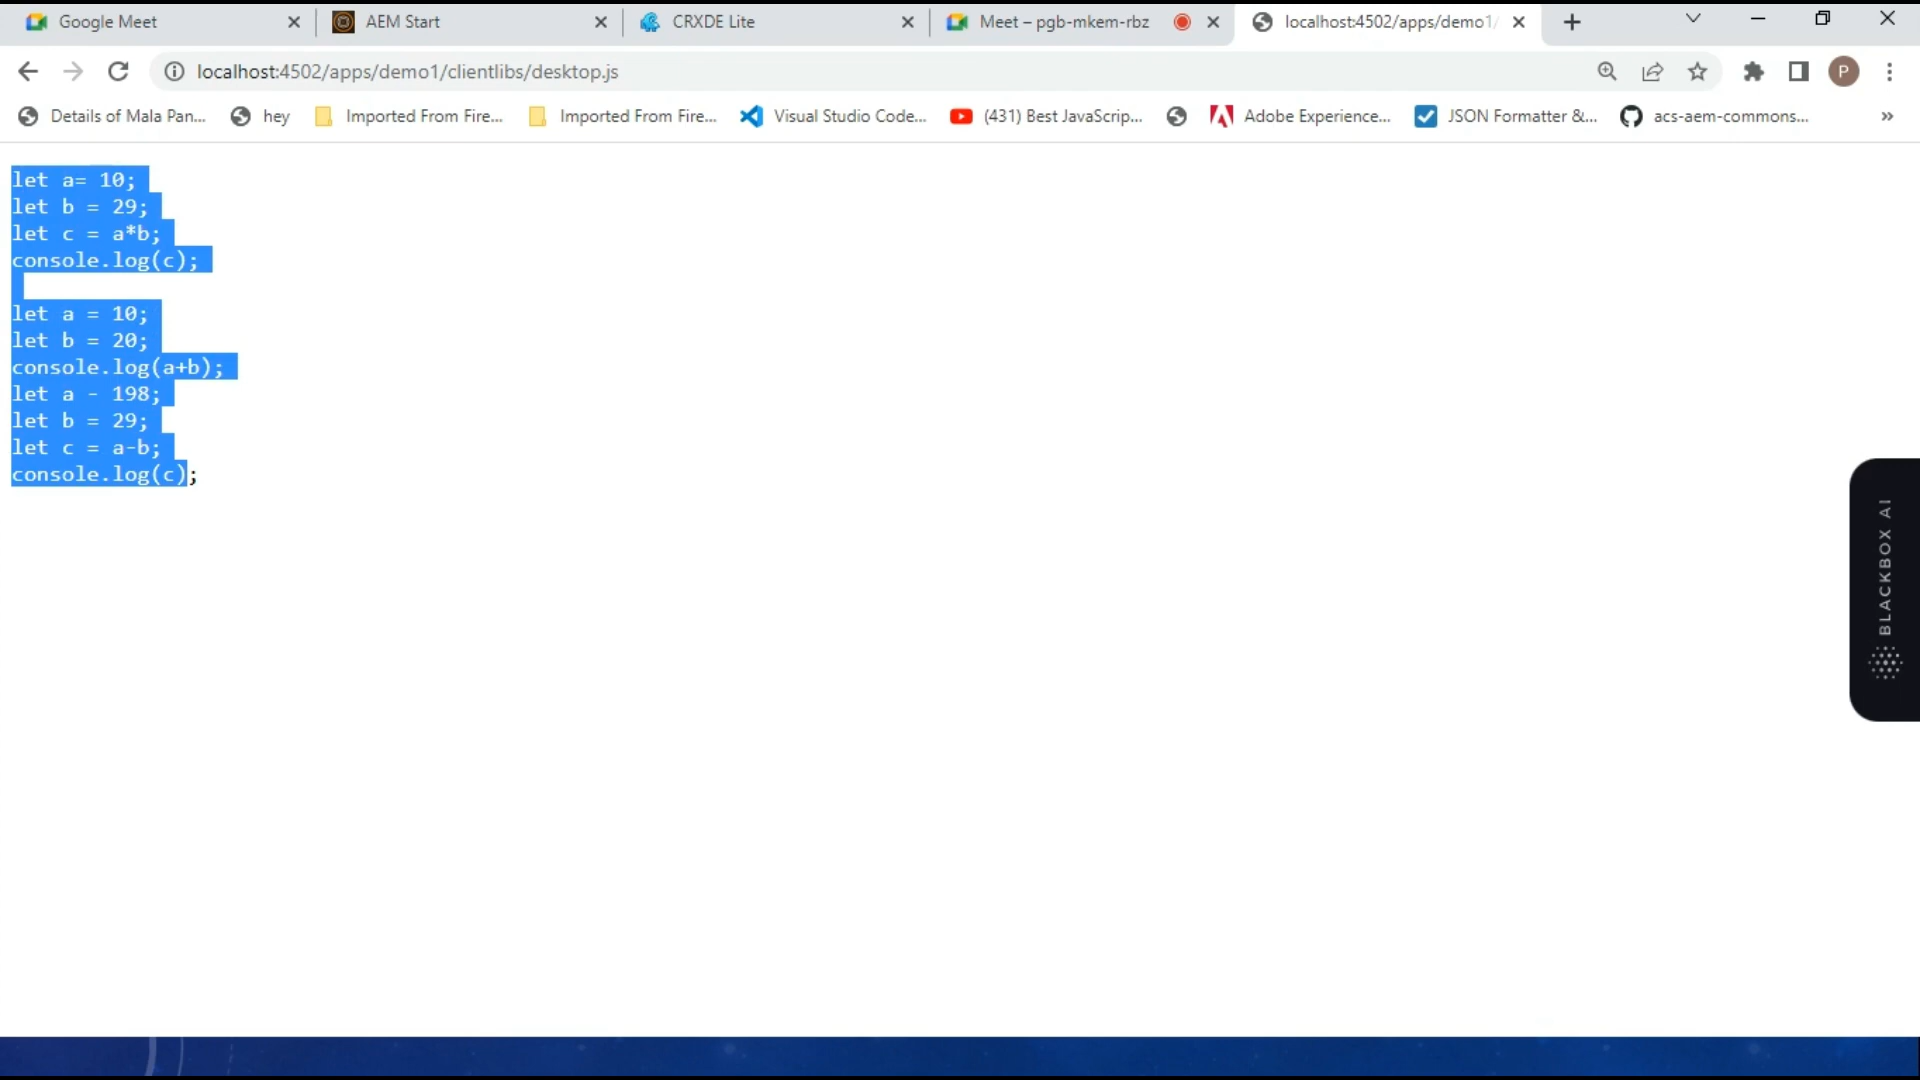 Google Meet
AEM Start
CRXDE Lite
Meet – pgb-mkem-rbz
localhost:4502/apps/demo1/
localhost:4502/apps/demo1/clientlibs/desktop.js
P
Details of Mala Pan...
hey
Imported From Fire...
Imported From Fire...
Visual Studio Code...
(431) Best JavaScrip...
Adobe Experience...
JSON Formatter &...
acs-aem-commons...
»
let a= 10;
let b = 29;
let c = a*b;
console.log(c);
let a = 10;
let b = 20;
console.log(a+b);
let a - 198;
let b = 29;
let c = a-b;
console.log(c);
BLACKBOX AI